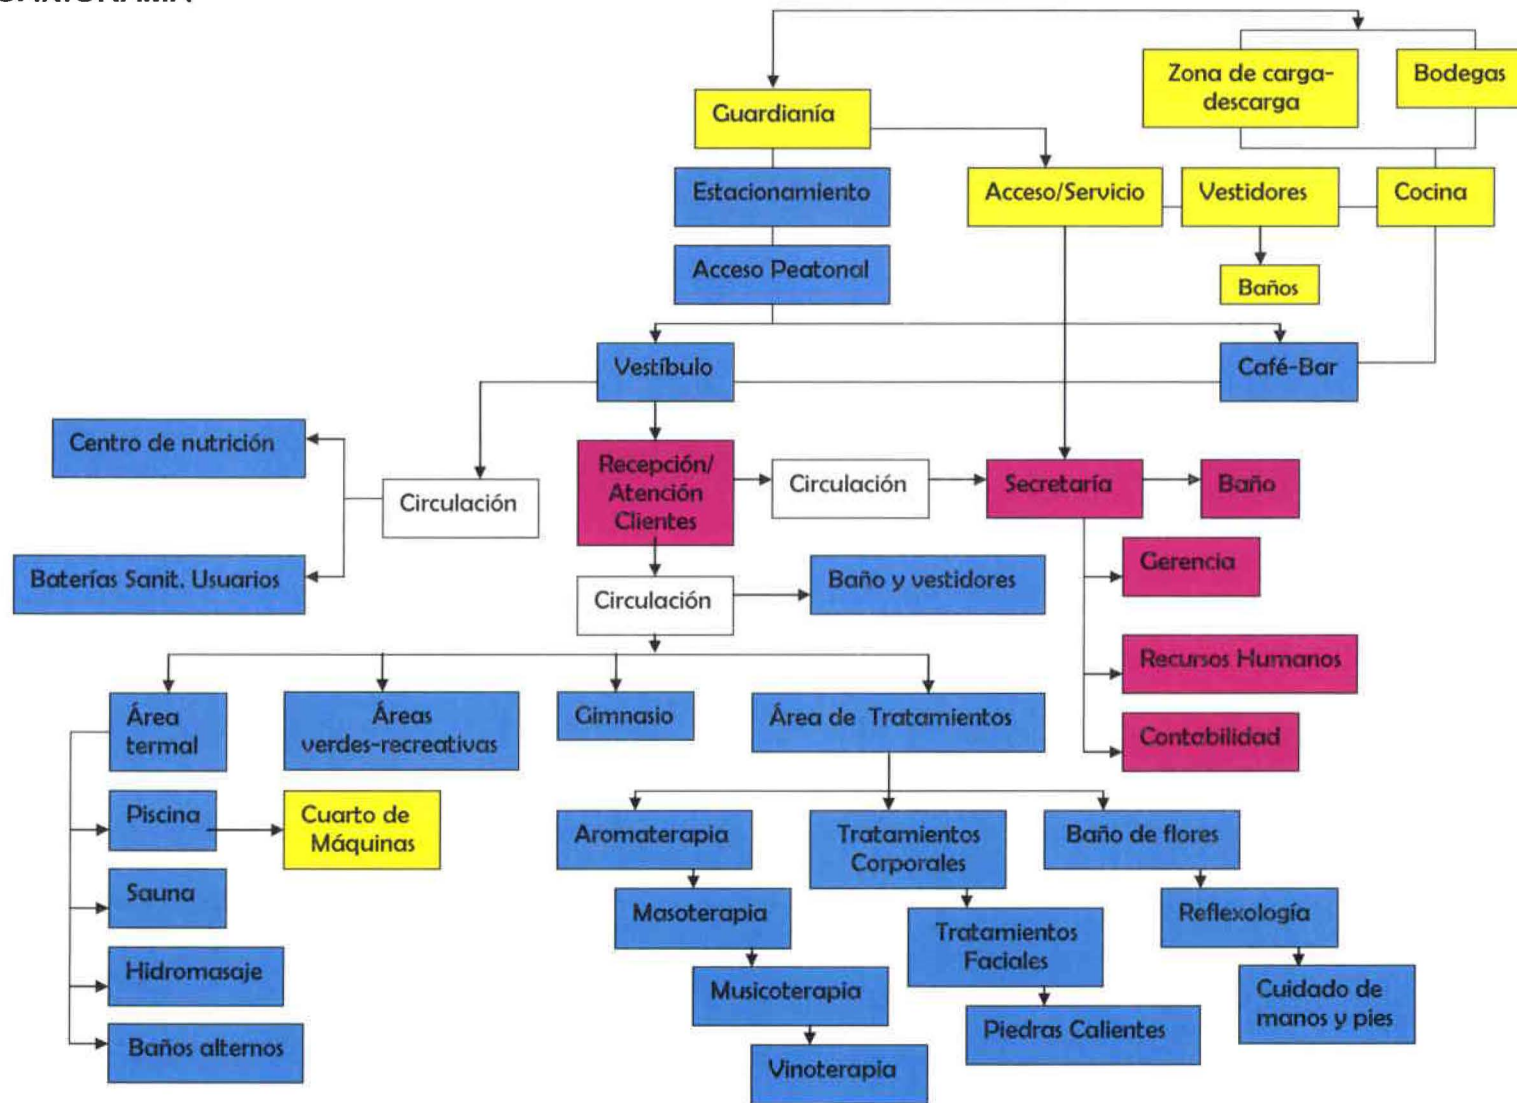 Zona de carga-
descarga
Bodegas
Guardianía
Estacionamiento
Acceso/Servicio
Vestidores
Cocina
Acceso Peatonal
Baños
Vestíbulo
Café-Bar
Centro de nutrición
Recepción/
Atención
Clientes
Circulación
Secretaría
Baño
Circulación
Baterías Sanit. Usuarios
Circulación
Baño y vestidores
Gerencia
Recursos Humanos
Contabilidad
Área
termal
Áreas
verdes-recreativas
Gimnasio
Área de Tratamientos
Piscina
Cuarto de
Máquinas
Aromaterapia
Tratamientos
Corporales
Baño de flores
Sauna
Masoterapia
Tratamientos
Faciales
Reflexología
Hidromasaje
Musicoterapia
Piedras Calientes
Cuidado de
manos y pies
Baños alternos
Vinoterapia